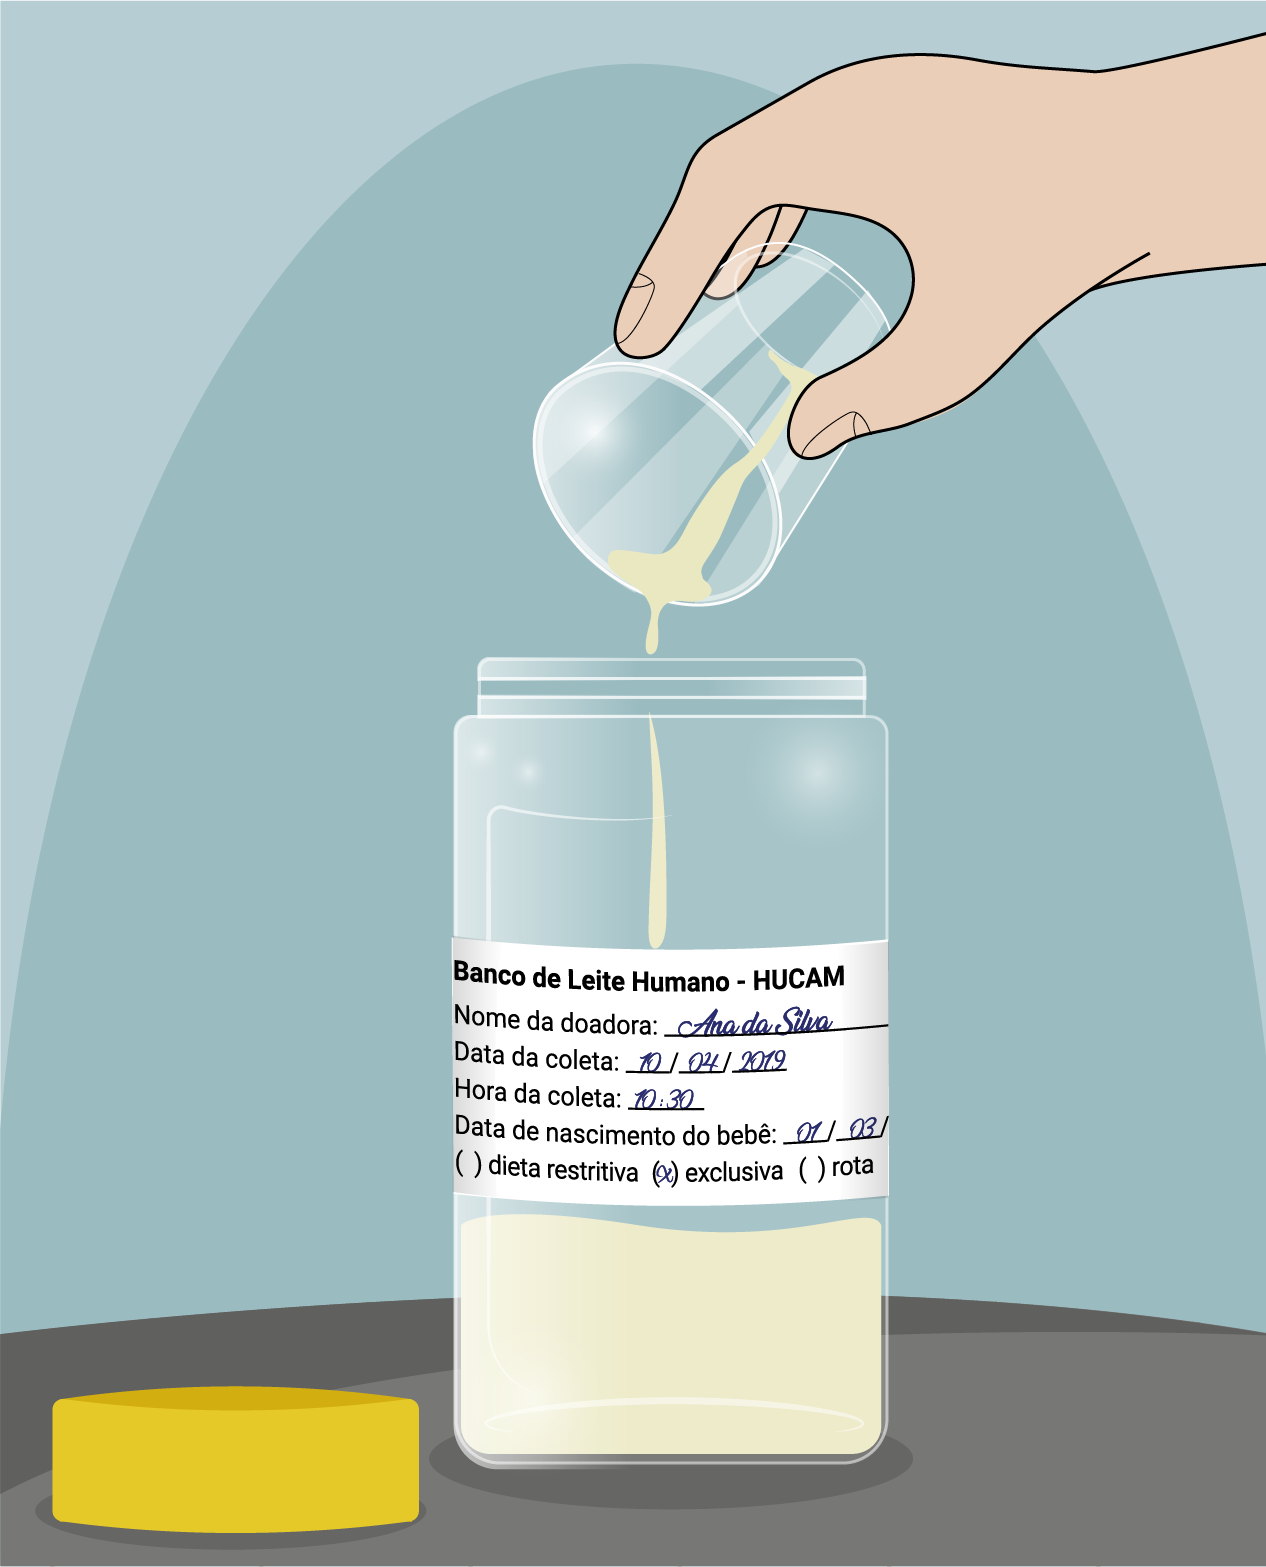 Banco de Leite Humano - HUCAM
Nome da doadora: Ana da Silva
Data da coleta: 10 / 04 / 2019
Hora da coleta: 10:30
Data de nascimento do bebê: 01 / 03 /
( ) dieta restritiva (x) exclusiva ( ) rota